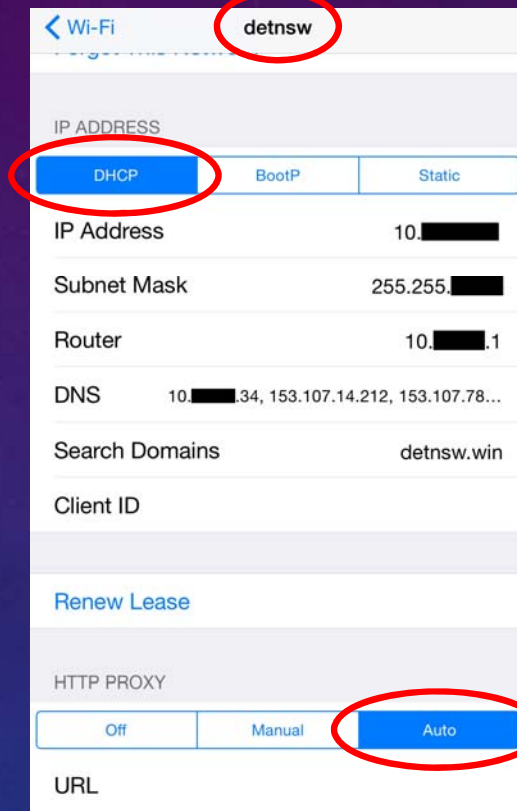 Wi-Fi detnsw
IP ADDRESS
DHCP BootP Static
IP Address 10.
Subnet Mask 255.255.
Router 10. .1
DNS 10. .34, 153.107.14.212, 153.107.78...
Search Domains detnsw.win
Client ID
Renew Lease
HTTP PROXY
Off Manual Auto
URL